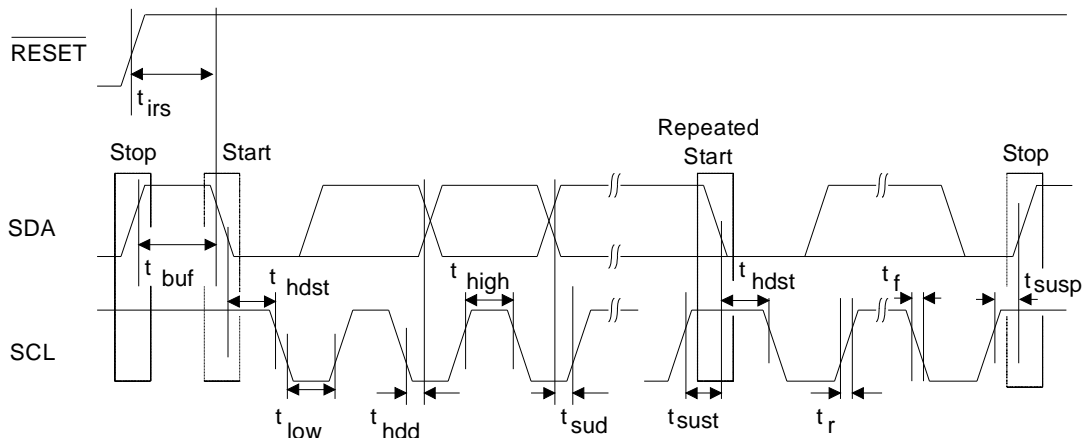 RESET
t irs
Repeated
Stop Start Start Stop
SDA
t buf t hdst t high t hdst t f t susp
SCL
t low t hdd t sud t sust t r